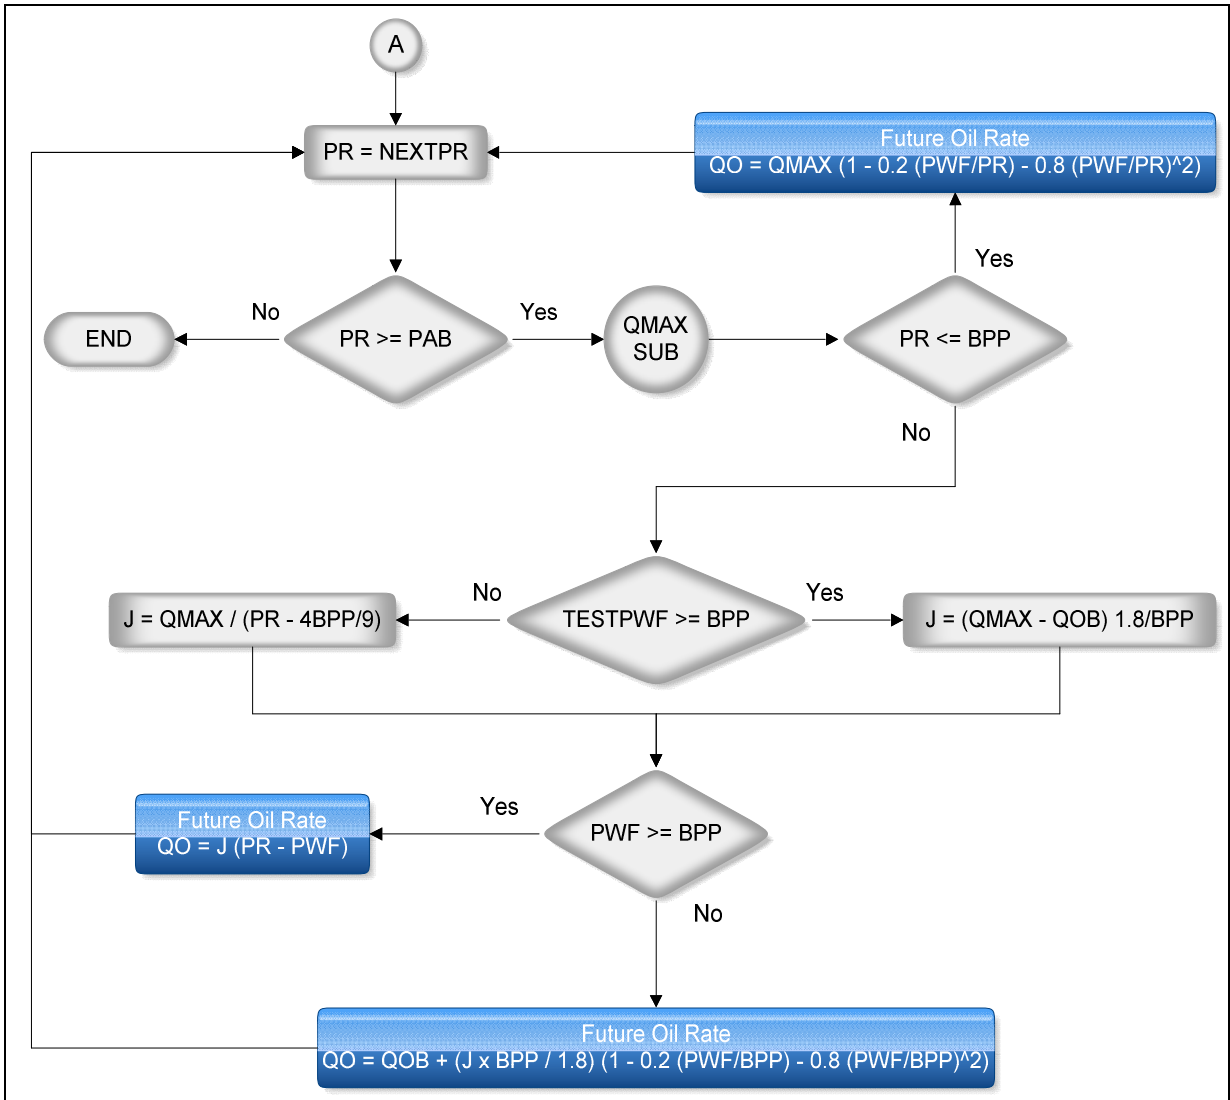 A
PR = NEXTPR
Future Oil Rate
QO = QMAX (1 - 0.2 (PWF/PR) - 0.8 (PWF/PR)^2)
Yes
No
Yes
END
PR >= PAB
QMAX
SUB
PR <= BPP
No
No
Yes
J = QMAX / (PR - 4BPP/9)
TESTPWF >= BPP
J = (QMAX - QOB) 1.8/BPP
Yes
Future Oil Rate
QO = J (PR - PWF)
PWF >= BPP
No
Future Oil Rate
QO = QOB + (J x BPP / 1.8) (1 - 0.2 (PWF/BPP) - 0.8 (PWF/BPP)^2)